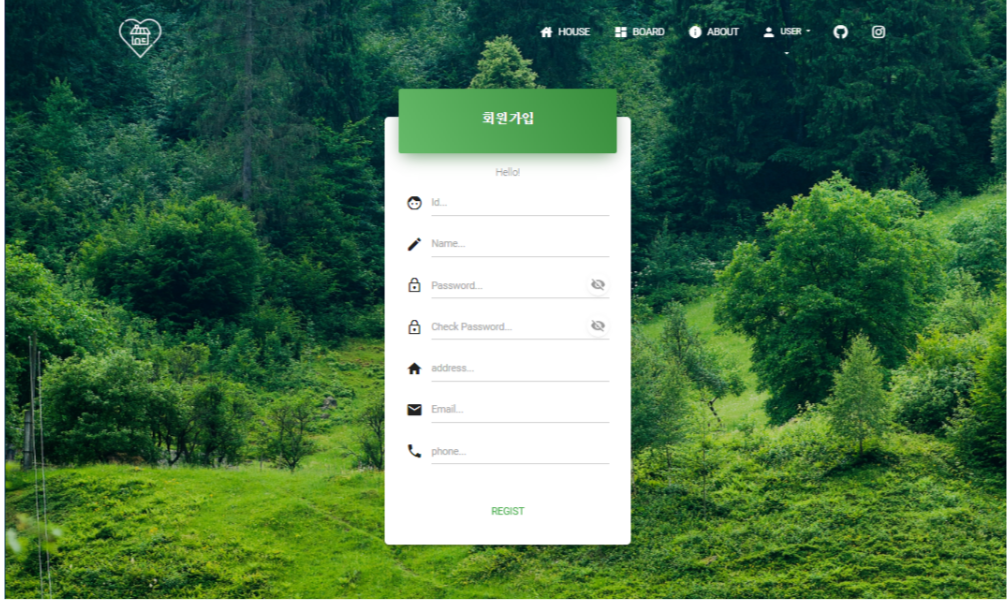 HOUSE BOARD ABOUT USER
회원가입
Hello!
Id...
Name...
Password...
Check Password...
address...
Email...
phone...
REGIST